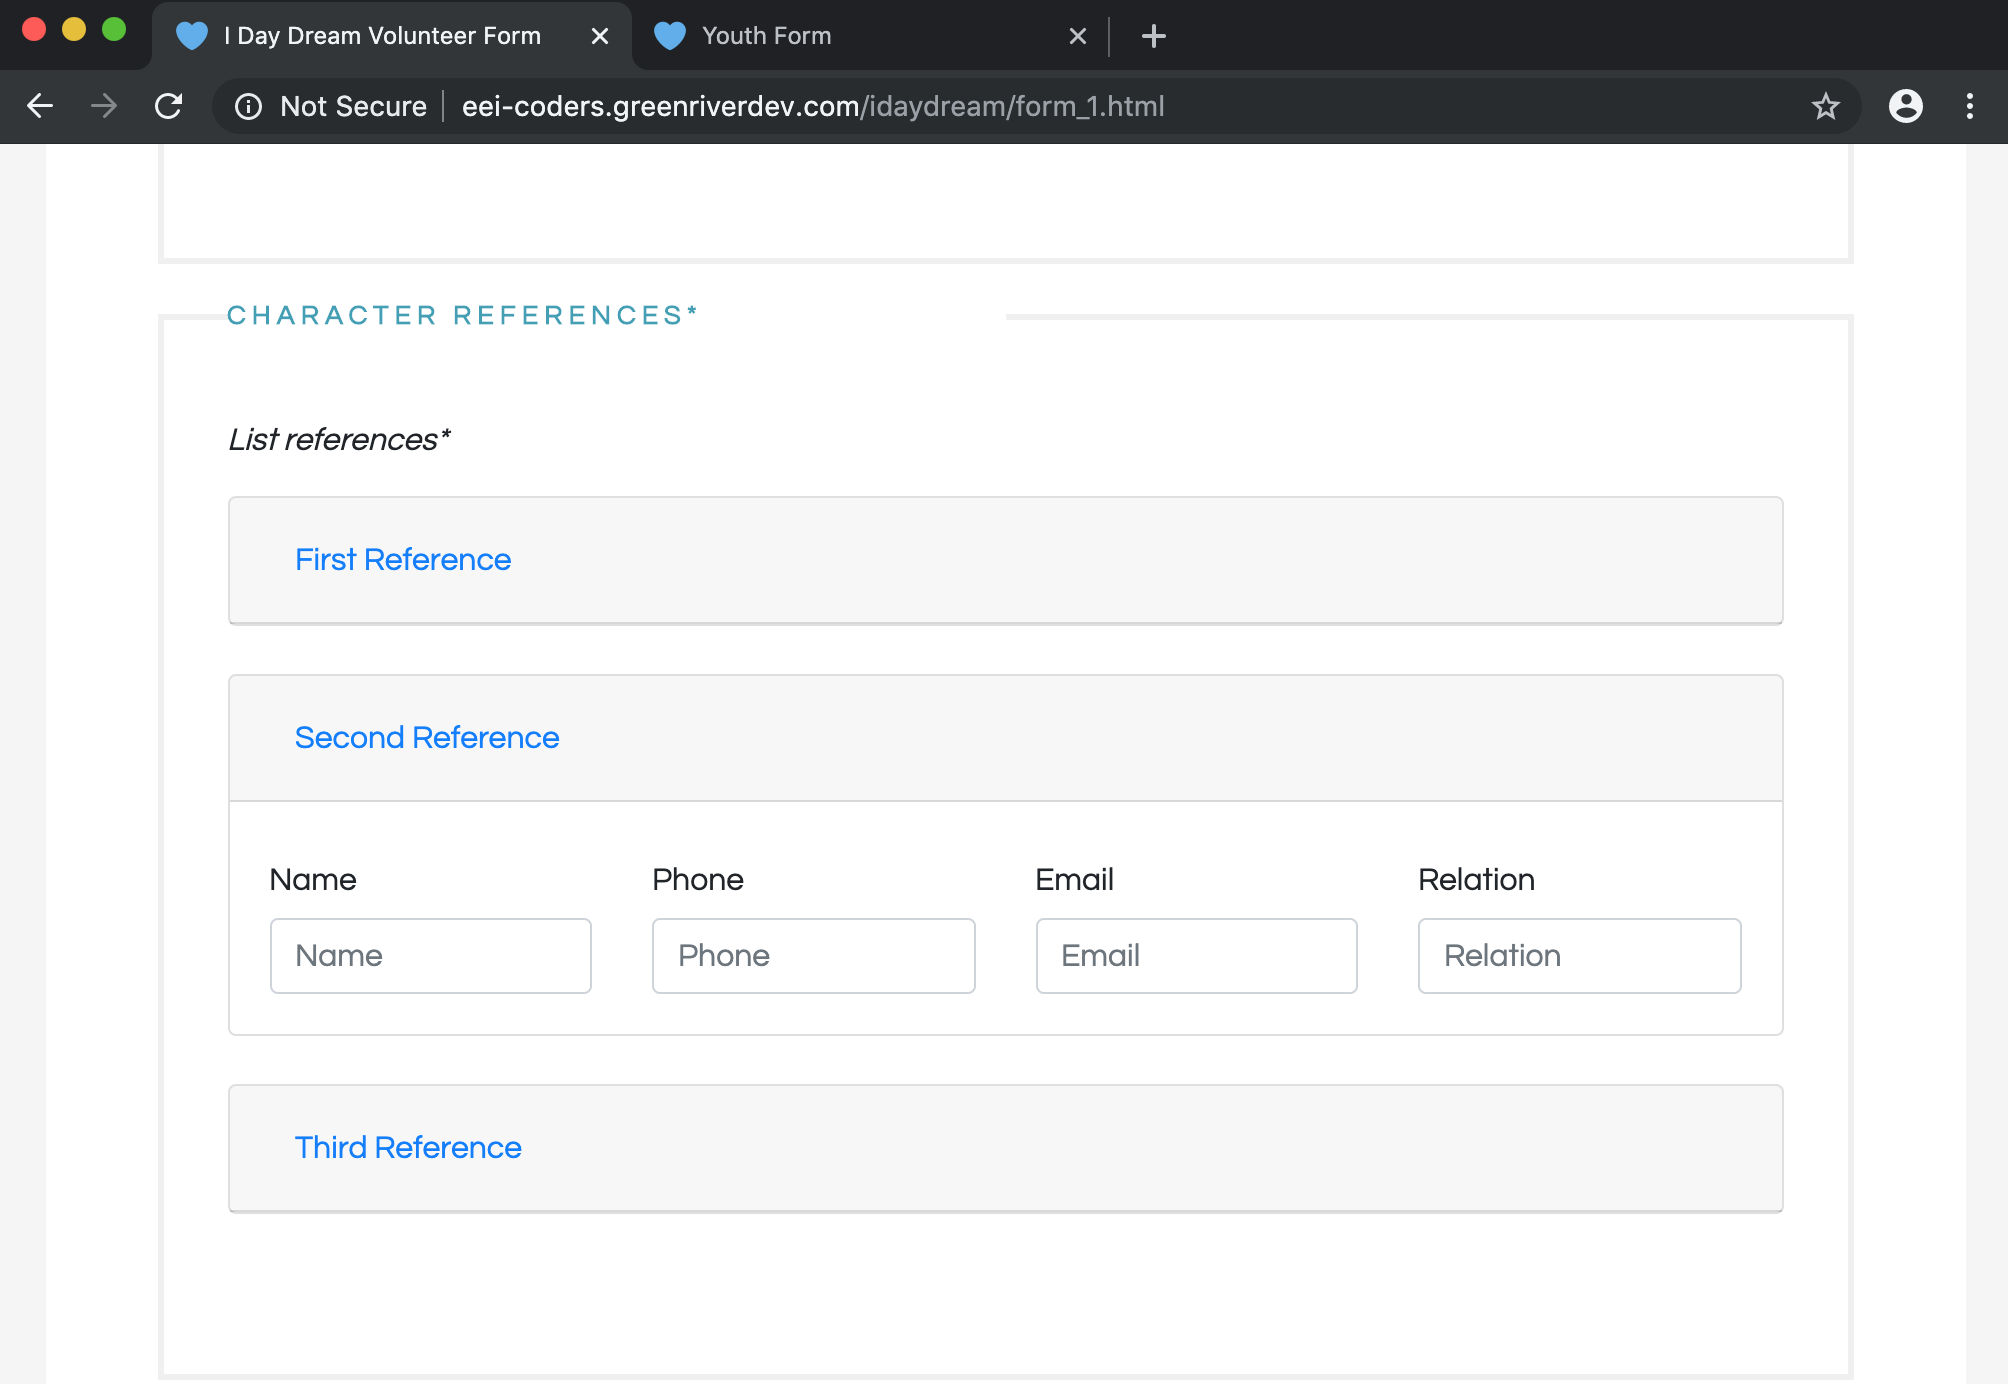 I Day Dream Volunteer Form
Youth Form
Not Secure
eei-coders.greenriverdev.com/idaydream/form_1.html
CHARACTER REFERENCES*
List references*
First Reference
Second Reference
Name Phone Email Relation
Name Phone Email Relation
Third Reference